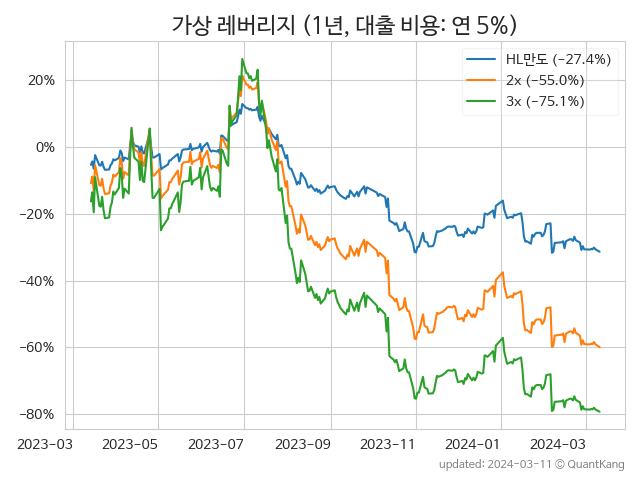 가상 레버리지 (1년, 대출 비용: 연 5%)
HL만도 (−27.4%)
2x (−55.0%)
3x (−75.1%)
20%
0%
−20%
−40%
−60%
−80%
2023-03 2023-05 2023-07 2023-09 2023-11 2024-01 2024-03
updated: 2024-03-11 © QuantKang